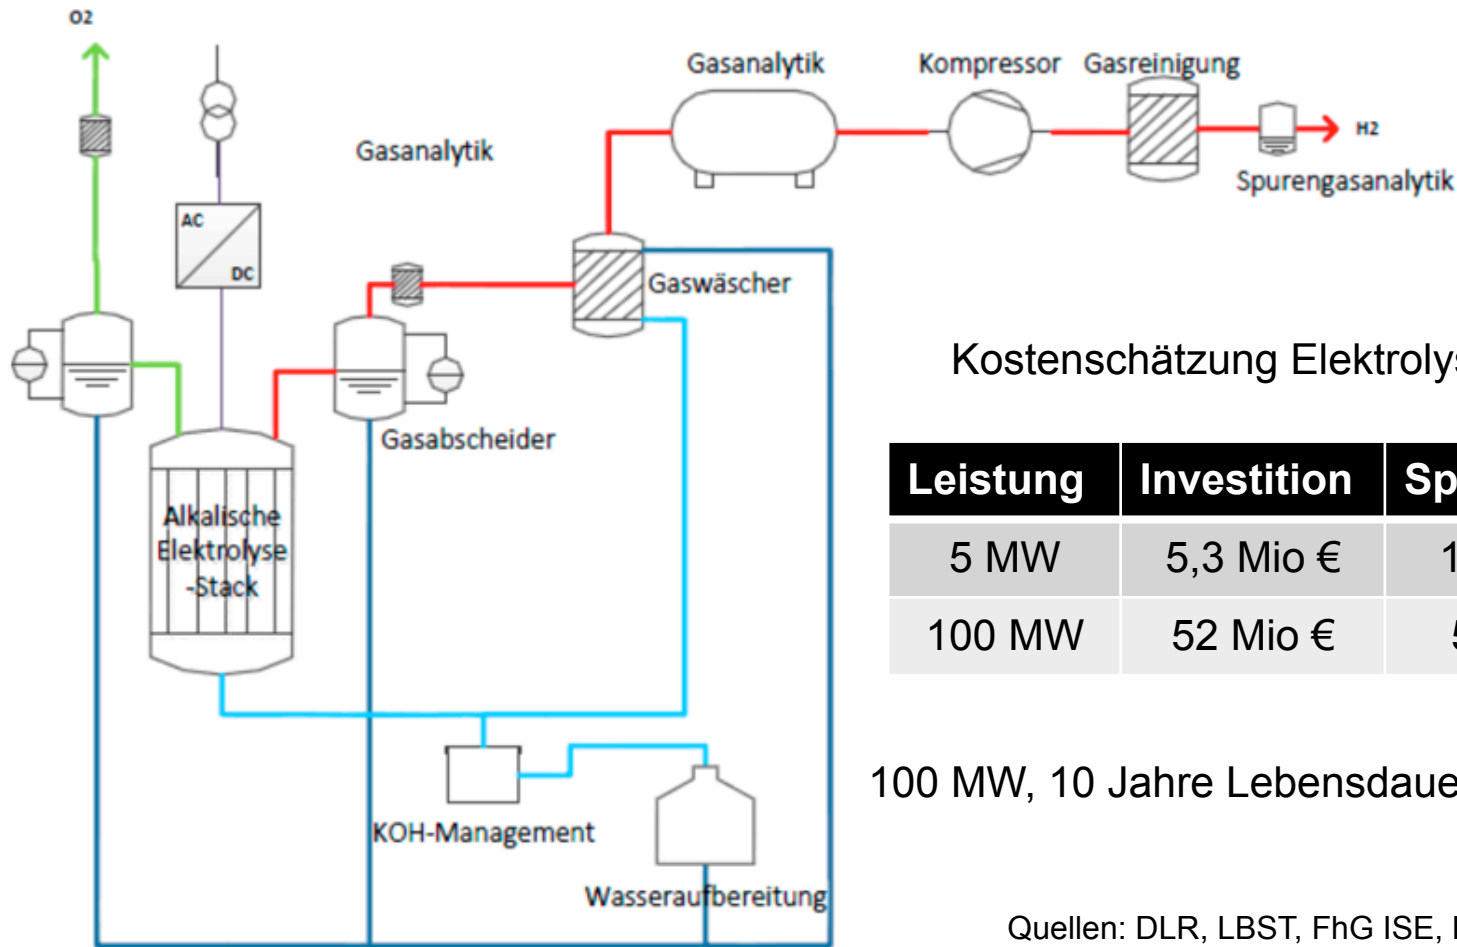 O2
Gasanalytik
Kompressor
Gasreinigung
H2
Spurengasanalytik
Gasanalytik
AC
DC
Gaswäscher
Gasabscheider
Alkalische
Elektrolyse
-Stack
KOH-Management
Wasseraufbereitung
Kostenschätzung
Leistung Investition
5 MW 5,3 Mio €
100 MW 52 Mio €
100 MW, 10 Jahre
Quellen: DLR, LBST, FhG ISE,